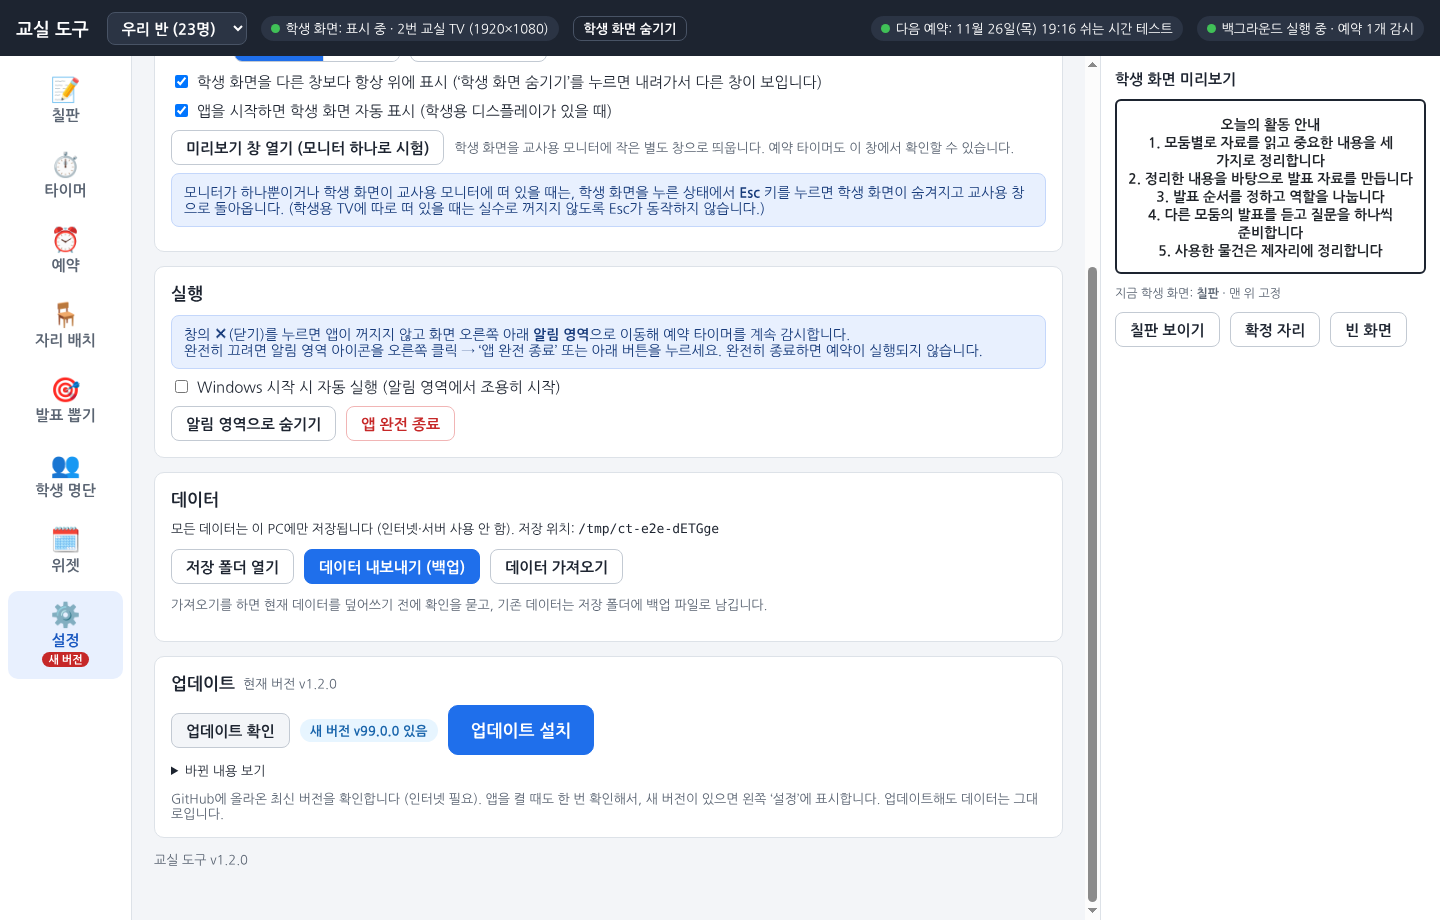 교실 도구
우리 반 (23명)
학생 화면: 표시 중 · 2번 교실 TV (1920×1080)
학생 화면 숨기기
다음 예약: 11월 26일(목) 19:16 쉬는 시간 테스트
백그라운드 실행 중 · 예약 1개 감시
칠판
타이머
예약
자리 배치
발표 뽑기
학생 명단
위젯
설정
새 버전
학생 화면을 다른 창보다 항상 위에 표시 (‘학생 화면 숨기기’를 누르면 내려가서 다른 창이 보입니다)
앱을 시작하면 학생 화면 자동 표시 (학생용 디스플레이가 있을 때)
미리보기 창 열기 (모니터 하나로 시험)
학생 화면을 교사용 모니터에 작은 별도 창으로 띄웁니다. 예약 타이머도 이 창에서 확인할 수 있습니다.
모니터가 하나뿐이거나 학생 화면이 교사용 모니터에 떠 있을 때는, 학생 화면을 누른 상태에서 Esc 키를 누르면 학생 화면이 숨겨지고 교사용 창
으로 돌아옵니다. (학생용 TV에 따로 떠 있을 때는 실수로 꺼지지 않도록 Esc가 동작하지 않습니다.)
실행
창의 ✕(닫기)를 누르면 앱이 꺼지지 않고 화면 오른쪽 아래 알림 영역으로 이동해 예약 타이머를 계속 감시합니다.
완전히 끄려면 알림 영역 아이콘을 오른쪽 클릭 → ‘앱 완전 종료’ 또는 아래 버튼을 누르세요. 완전히 종료하면 예약이 실행되지 않습니다.
Windows 시작 시 자동 실행 (알림 영역에서 조용히 시작)
알림 영역으로 숨기기
앱 완전 종료
데이터
모든 데이터는 이 PC에만 저장됩니다 (인터넷·서버 사용 안 함). 저장 위치: /tmp/ct-e2e-dETGge
저장 폴더 열기
데이터 내보내기 (백업)
데이터 가져오기
가져오기를 하면 현재 데이터를 덮어쓰기 전에 확인을 묻고, 기존 데이터는 저장 폴더에 백업 파일로 남깁니다.
업데이트 현재 버전 v1.2.0
업데이트 확인
새 버전 v99.0.0 있음
업데이트 설치
바뀐 내용 보기
GitHub에 올라온 최신 버전을 확인합니다 (인터넷 필요). 앱을 켤 때도 한 번 확인해서, 새 버전이 있으면 왼쪽 ‘설정’에 표시합니다. 업데이트해도 데이터는 그대
로입니다.
교실 도구 v1.2.0
학생 화면 미리보기
오늘의 활동 안내
1. 모둠별로 자료를 읽고 중요한 내용을 세
가지로 정리합니다
2. 정리한 내용을 바탕으로 발표 자료를 만듭니다
3. 발표 순서를 정하고 역할을 나눕니다
4. 다른 모둠의 발표를 듣고 질문을 하나씩
준비합니다
5. 사용한 물건은 제자리에 정리합니다
지금 학생 화면: 칠판 · 맨 위 고정
칠판 보이기
확정 자리
빈 화면